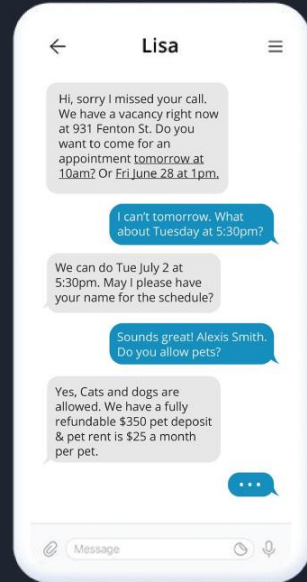 Lisa
Hi, sorry I missed your call.
We have a vacancy right now
at 931 Fenton St. Do you
want to come for an
appointment tomorrow at
10am? Or Fri June 28 at 1pm.
I can't tomorrow. What
about Tuesday at 5:30pm?
We can do Tue July 2 at
5:30pm. May I please have
your name for the schedule?
Sounds great! Alexis Smith.
Do you allow pets?
Yes, Cats and dogs are
allowed. We have a fully
refundable $350 pet deposit
& pet rent is $25 a month
per pet.
Message